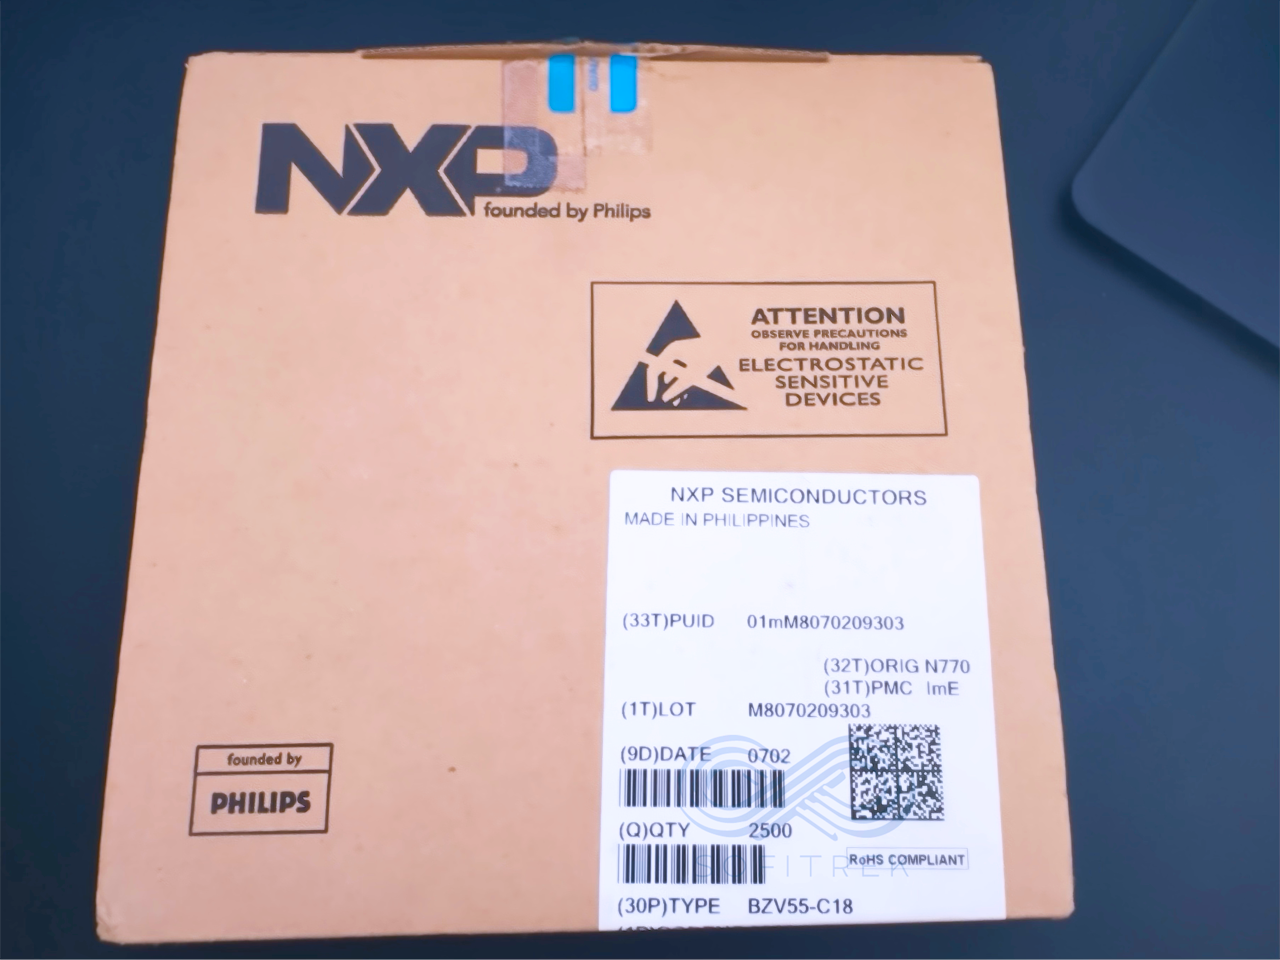 NXP
founded by Philips
ATTENTION
OBSERVE PRECAUTIONS
FOR HANDLING
ELECTROSTATIC
SENSITIVE
DEVICES
NXP SEMICONDUCTORS
MADE IN PHILIPPINES
(33T)PUID 01mM8070209303
(32T)ORIG N770
(31T)PMC ImE
(1T)LOT M8070209303
(9D)DATE 0702
(Q)QTY 2500
SOFITREK
RoHS COMPLIANT
(30P)TYPE BZV55-C18
founded by
PHILIPS